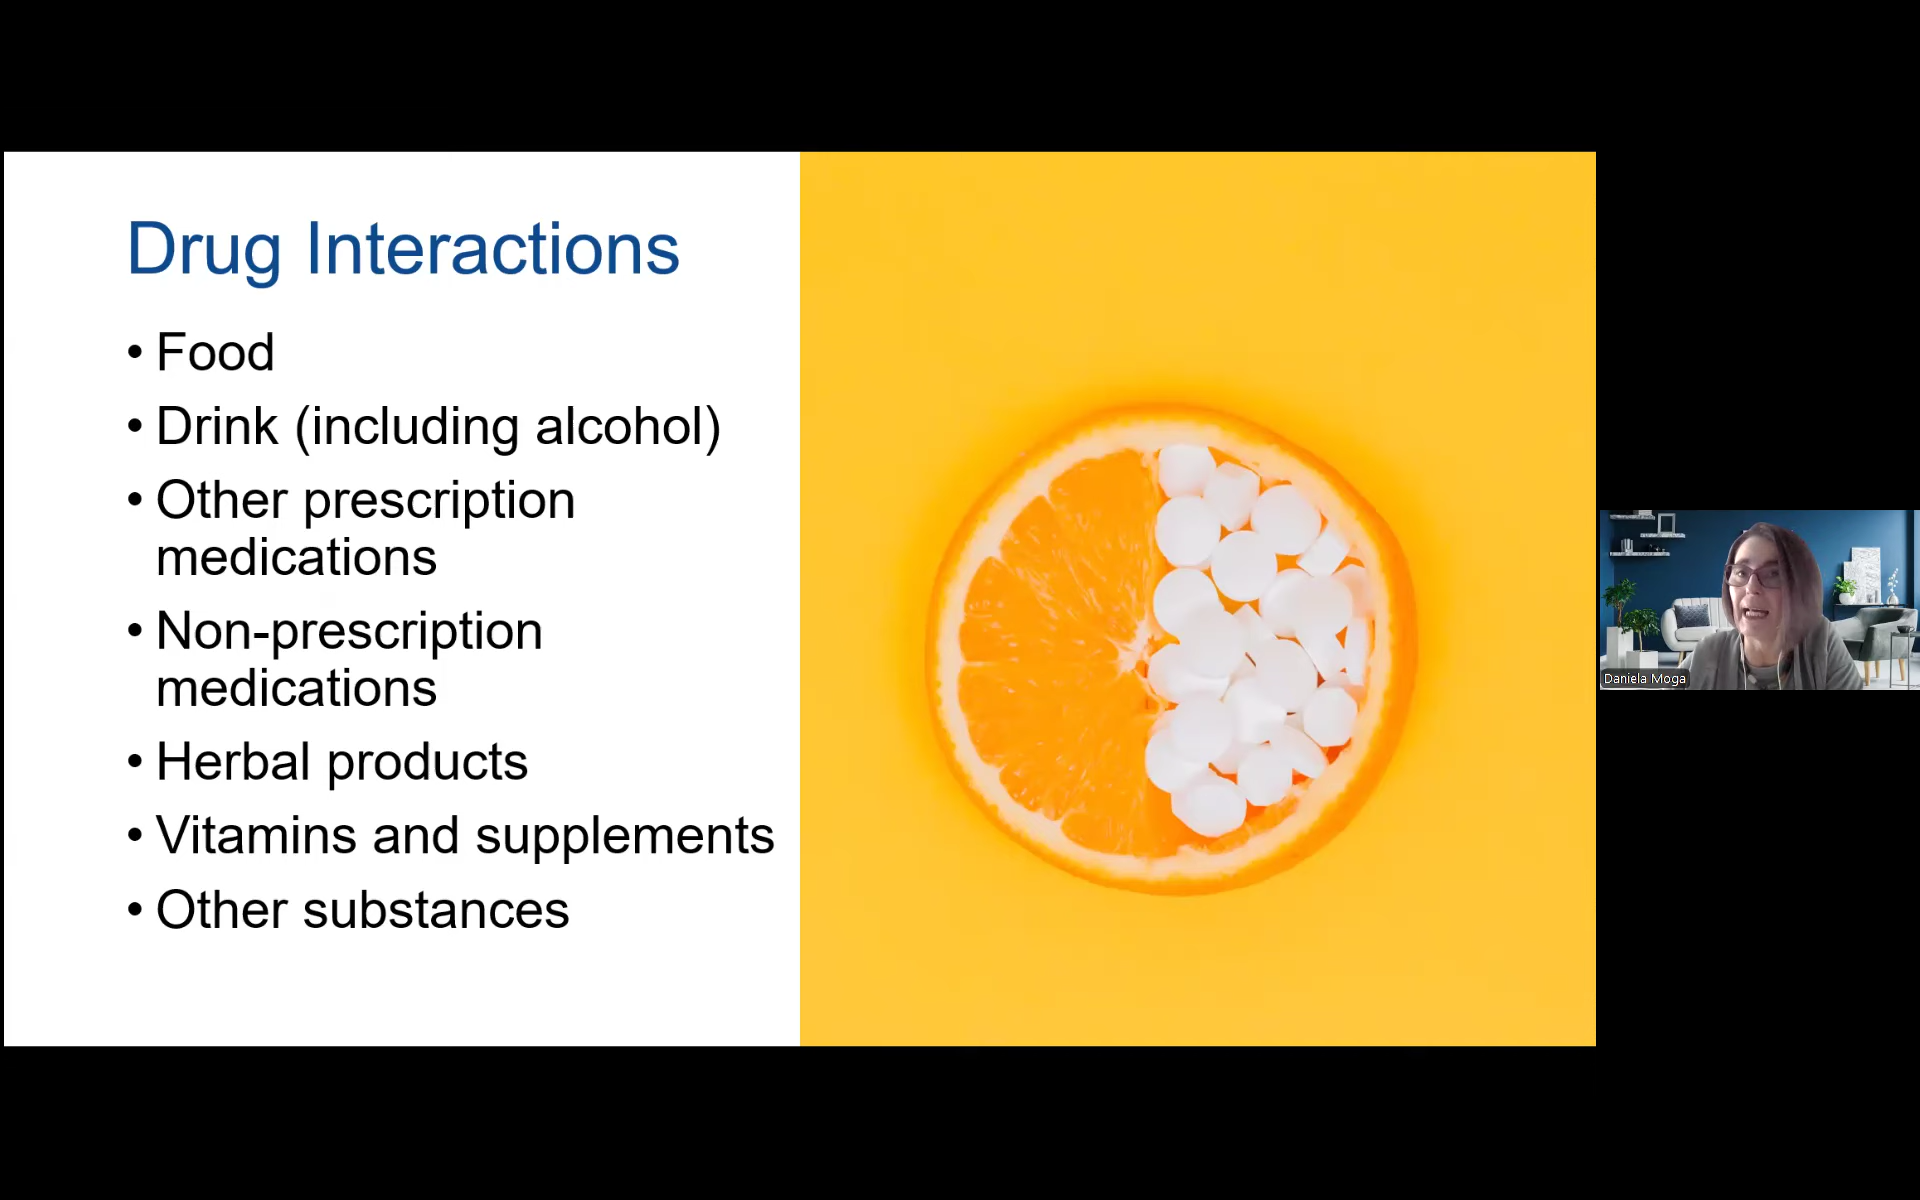 Drug Interactions
• Food
• Drink (including alcohol)
• Other prescription
medications
• Non-prescription
medications
• Herbal products
• Vitamins and supplements
• Other substances
Daniela Moga